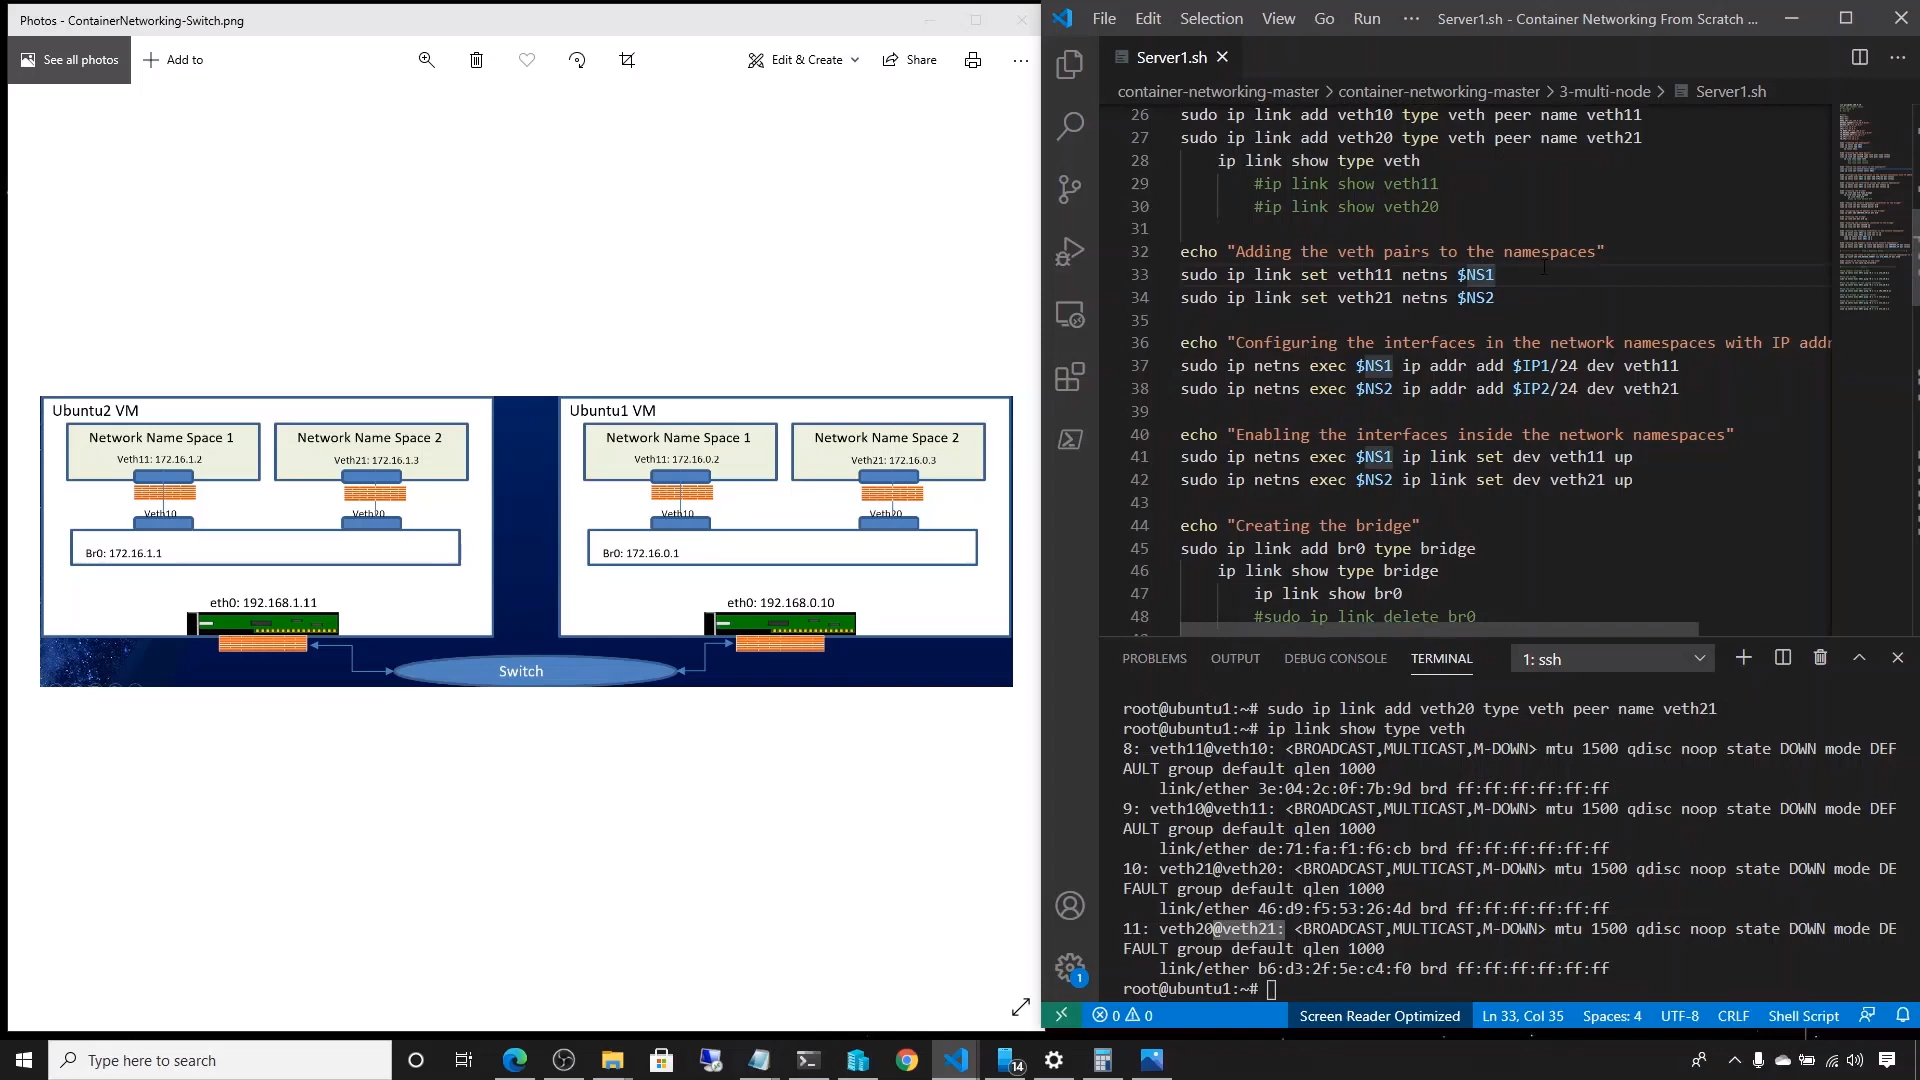 Photos - ContainerNetworking-Switch.png
See all photos
Add to
Edit & Create
Share
Ubuntu2 VM
Network Name Space 1
Veth11: 172.16.1.2
Network Name Space 2
Veth21: 172.16.1.3
Veth10
Veth20
Br0: 172.16.1.1
eth0: 192.168.1.11
Ubuntu1 VM
Network Name Space 1
Veth11: 172.16.0.2
Network Name Space 2
Veth21: 172.16.0.3
Veth10
Veth20
Br0: 172.16.0.1
eth0: 192.168.0.10
Switch
File Edit Selection View Go Run ··· Server1.sh - Container Networking From Scratch ...
Server1.sh
container-networking-master > container-networking-master > 3-multi-node > Server1.sh
26 sudo ip link add veth10 type veth peer name veth11
27 sudo ip link add veth20 type veth peer name veth21
28 ip link show type veth
29 #ip link show veth11
30 #ip link show veth20
31
32 echo "Adding the veth pairs to the namespaces"
33 sudo ip link set veth11 netns $NS1
34 sudo ip link set veth21 netns $NS2
35
36 echo "Configuring the interfaces in the network namespaces with IP addr
37 sudo ip netns exec $NS1 ip addr add $IP1/24 dev veth11
38 sudo ip netns exec $NS2 ip addr add $IP2/24 dev veth21
39
40 echo "Enabling the interfaces inside the network namespaces"
41 sudo ip netns exec $NS1 ip link set dev veth11 up
42 sudo ip netns exec $NS2 ip link set dev veth21 up
43
44 echo "Creating the bridge"
45 sudo ip link add br0 type bridge
46 ip link show type bridge
47 ip link show br0
48 #sudo ip link delete br0
PROBLEMS OUTPUT DEBUG CONSOLE TERMINAL 1: ssh
root@ubuntu1:~# sudo ip link add veth20 type veth peer name veth21
root@ubuntu1:~# ip link show type veth
8: veth11@veth10: <BROADCAST,MULTICAST,M-DOWN> mtu 1500 qdisc noop state DOWN mode DEF
AULT group default qlen 1000
link/ether 3e:04:2c:0f:7b:9d brd ff:ff:ff:ff:ff:ff
9: veth10@veth11: <BROADCAST,MULTICAST,M-DOWN> mtu 1500 qdisc noop state DOWN mode DEF
AULT group default qlen 1000
link/ether de:71:fa:f1:f6:cb brd ff:ff:ff:ff:ff:ff
10: veth21@veth20: <BROADCAST,MULTICAST,M-DOWN> mtu 1500 qdisc noop state DOWN mode DE
FAULT group default qlen 1000
link/ether 46:d9:f5:53:26:4d brd ff:ff:ff:ff:ff:ff
11: veth20@veth21: <BROADCAST,MULTICAST,M-DOWN> mtu 1500 qdisc noop state DOWN mode DE
FAULT group default qlen 1000
link/ether b6:d3:2f:5e:c4:f0 brd ff:ff:ff:ff:ff:ff
root@ubuntu1:~#
1
0 0 Screen Reader Optimized Ln 33, Col 35 Spaces: 4 UTF-8 CRLF Shell Script
Type here to search
14